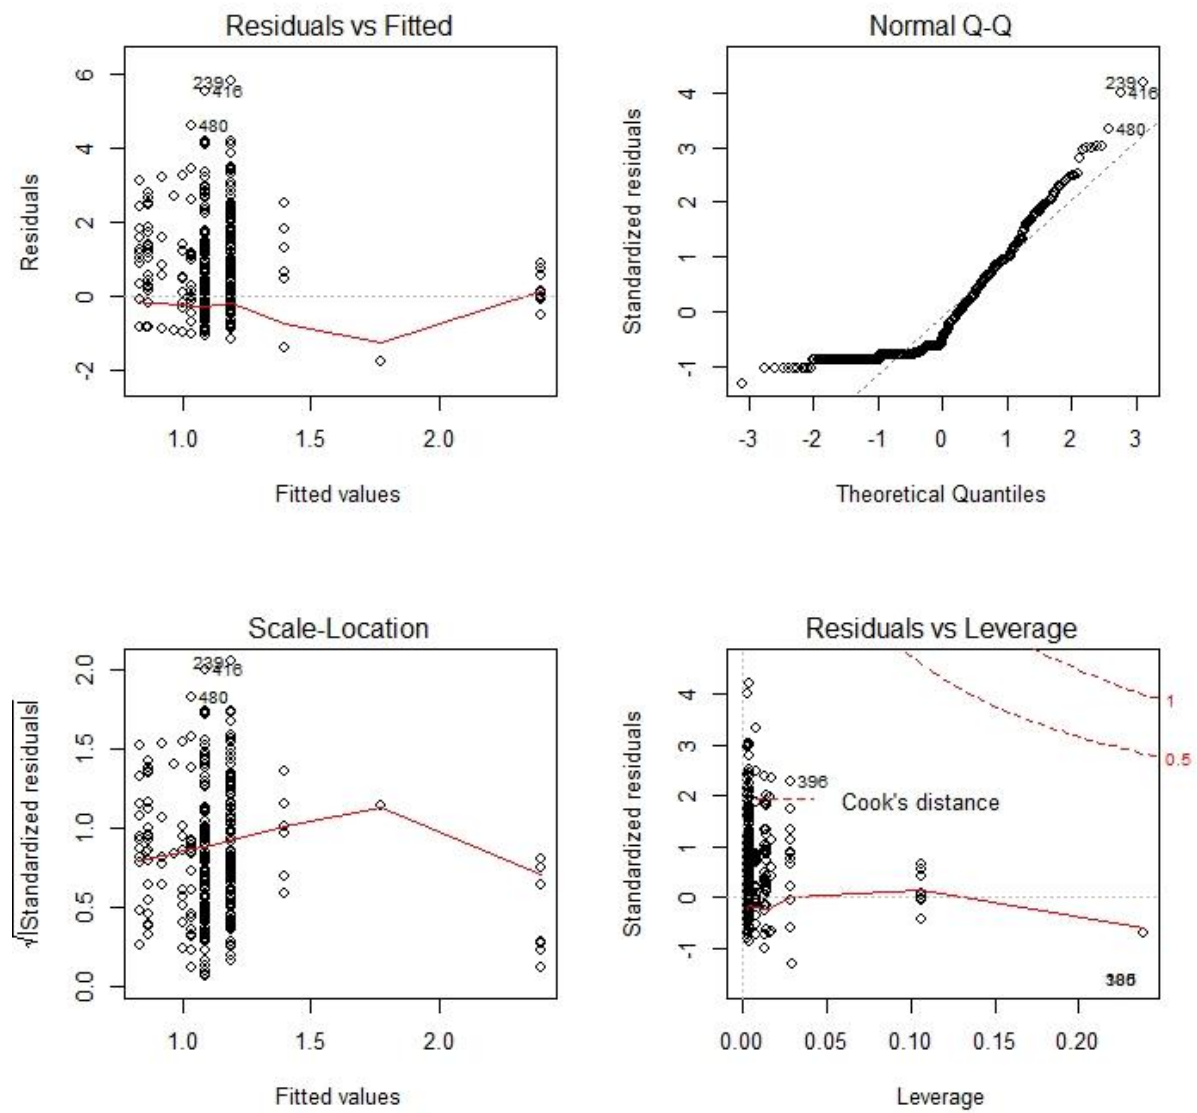 Residuals vs Fitted
Residuals
6
4
2
0
-2
239
416
480
1.0 1.5 2.0
Fitted values
Normal Q-Q
Standardized residuals
4
3
2
1
0
-1
239
416
480
-3 -2 -1 0 1 2 3
Theoretical Quantiles
Scale-Location
√|Standardized residuals|
2.0
1.5
1.0
0.5
0.0
239
416
480
1.0 1.5 2.0
Fitted values
Residuals vs Leverage
Standardized residuals
4
3
2
1
0
-1
1
0.5
396
Cook's distance
0.00 0.05 0.10 0.15 0.20
Leverage